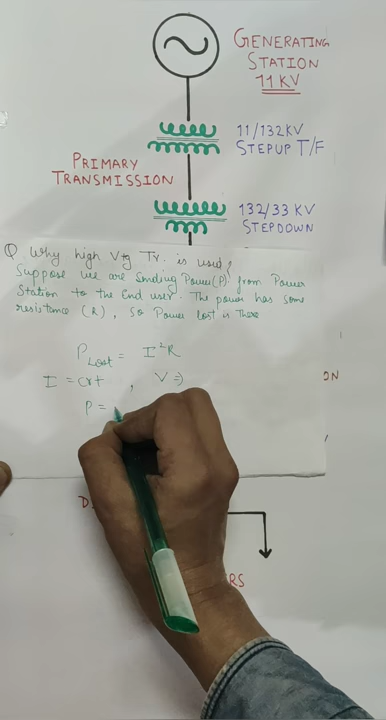 GENERATING
STATION
11 KV
11/132KV
STEPUP T/F
PRIMARY
TRANSMISSION
132/33 KV
STEPDOWN
Q Why high Vtg Tr. is used?
Suppose we are sending Power(P) from Power
Station to the End user. The power has some
resistance (R), So Power lost is there
P Lost = I²R
I = , V =)
P =
ON
D
RS